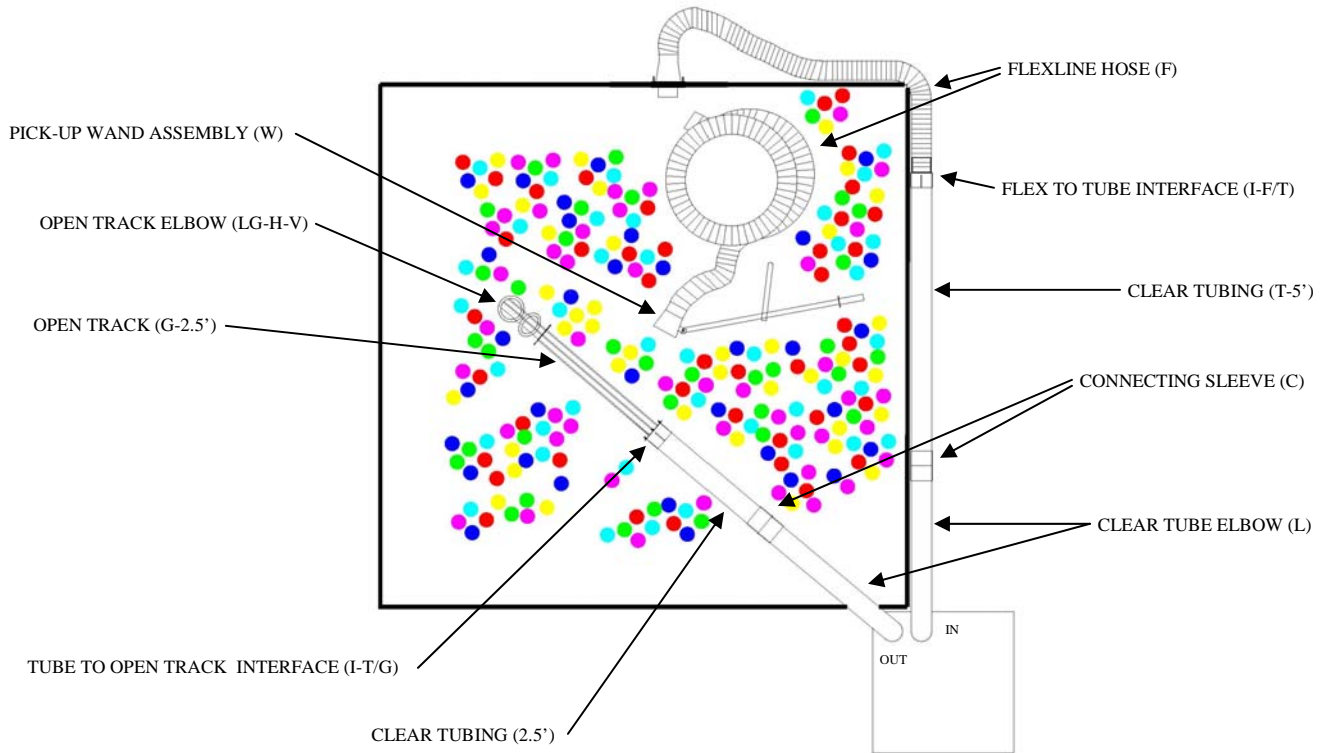 FLEXLINE HOSE (F)
PICK-UP WAND ASSEMBLY (W)
FLEX TO TUBE INTERFACE (I-F/T)
OPEN TRACK ELBOW (LG-H-V)
CLEAR TUBING (T-5’)
OPEN TRACK (G-2.5’)
CONNECTING SLEEVE (C)
CLEAR TUBE ELBOW (L)
IN
OUT
TUBE TO OPEN TRACK INTERFACE (I-T/G)
CLEAR TUBING (2.5’)